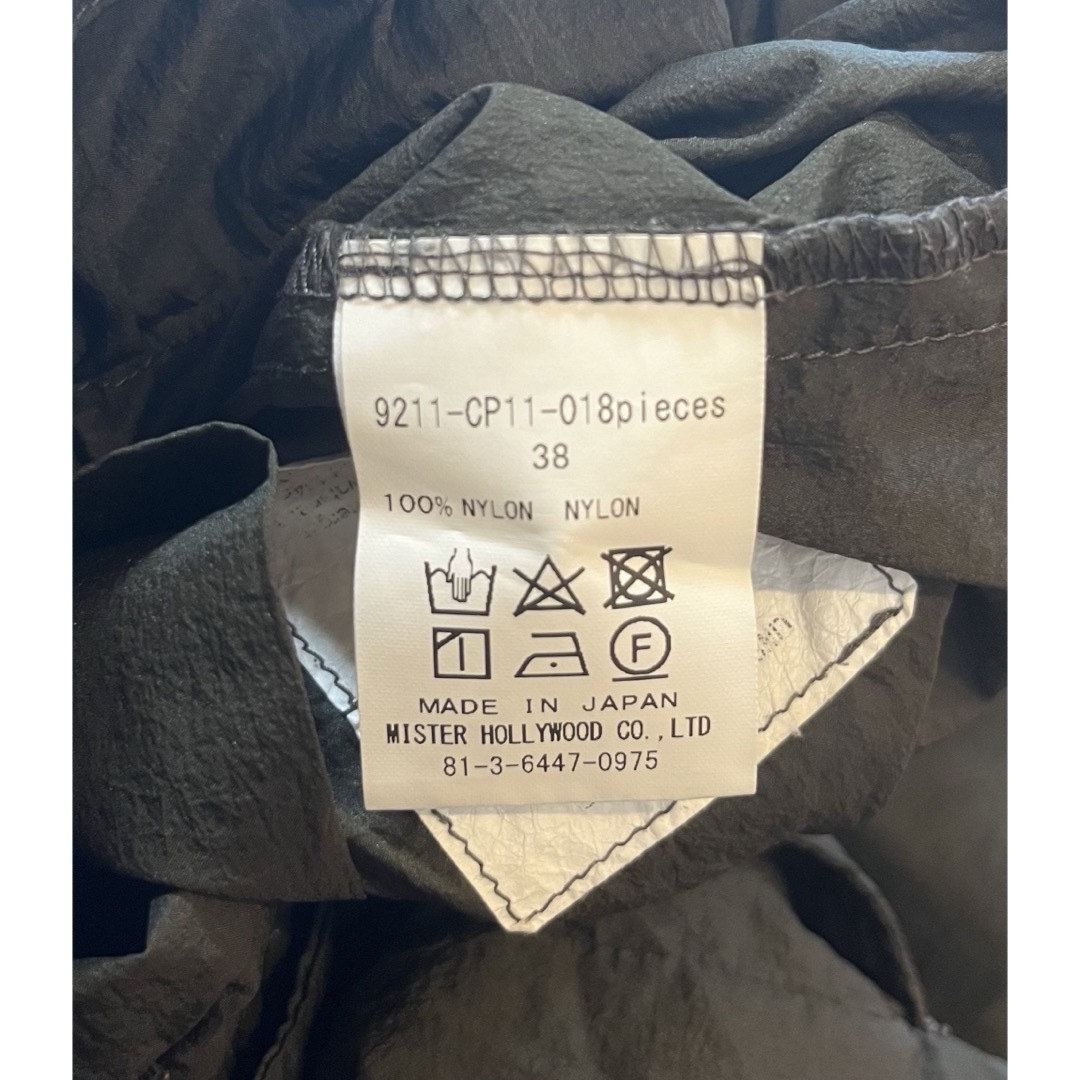 9211-CP11-018pieces
38
100% NYLON NYLON
F
MADE IN JAPAN
MISTER HOLLYWOOD CO.,LTD
81-3-6447-0975